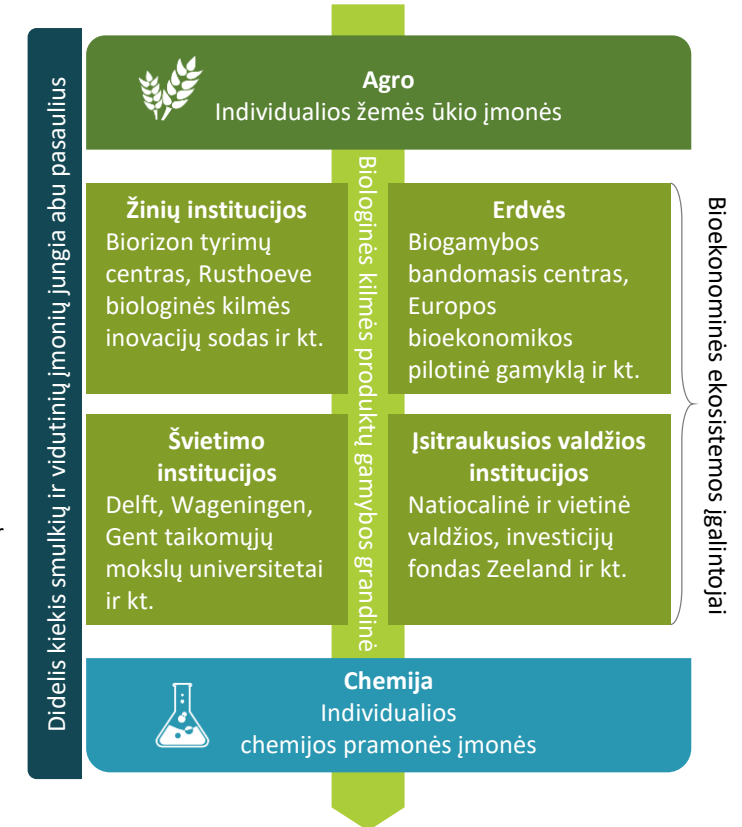 Didelis kiekis smulkių ir vidutinių įmonių jungia abu pasaulius
Agro
Individualios žemės ūkio įmonės
Biologinės kilmės produktų gamybos grandinė
Žinių institucijos
Biorizon tyrimų
centras, Rusthoeve
biologinės kilmės
inovacijų sodas ir kt.
Erdvės
Biogamybos
bandomasis centras,
Europos
bioekonomikos
pilotinė gamyklą ir kt.
Švietimo
institucijos
Delft, Wageningen,
Gent taikomųjų
mokslų universitetai
ir kt.
Įsitraukusios valdžios
institucijos
Natiocalinė ir vietinė
valdžios, investicijų
fondas Zeeland ir kt.
Bioekonominės ekosistemos įgalintojai
Chemija
Individualios
chemijos pramonės įmonės